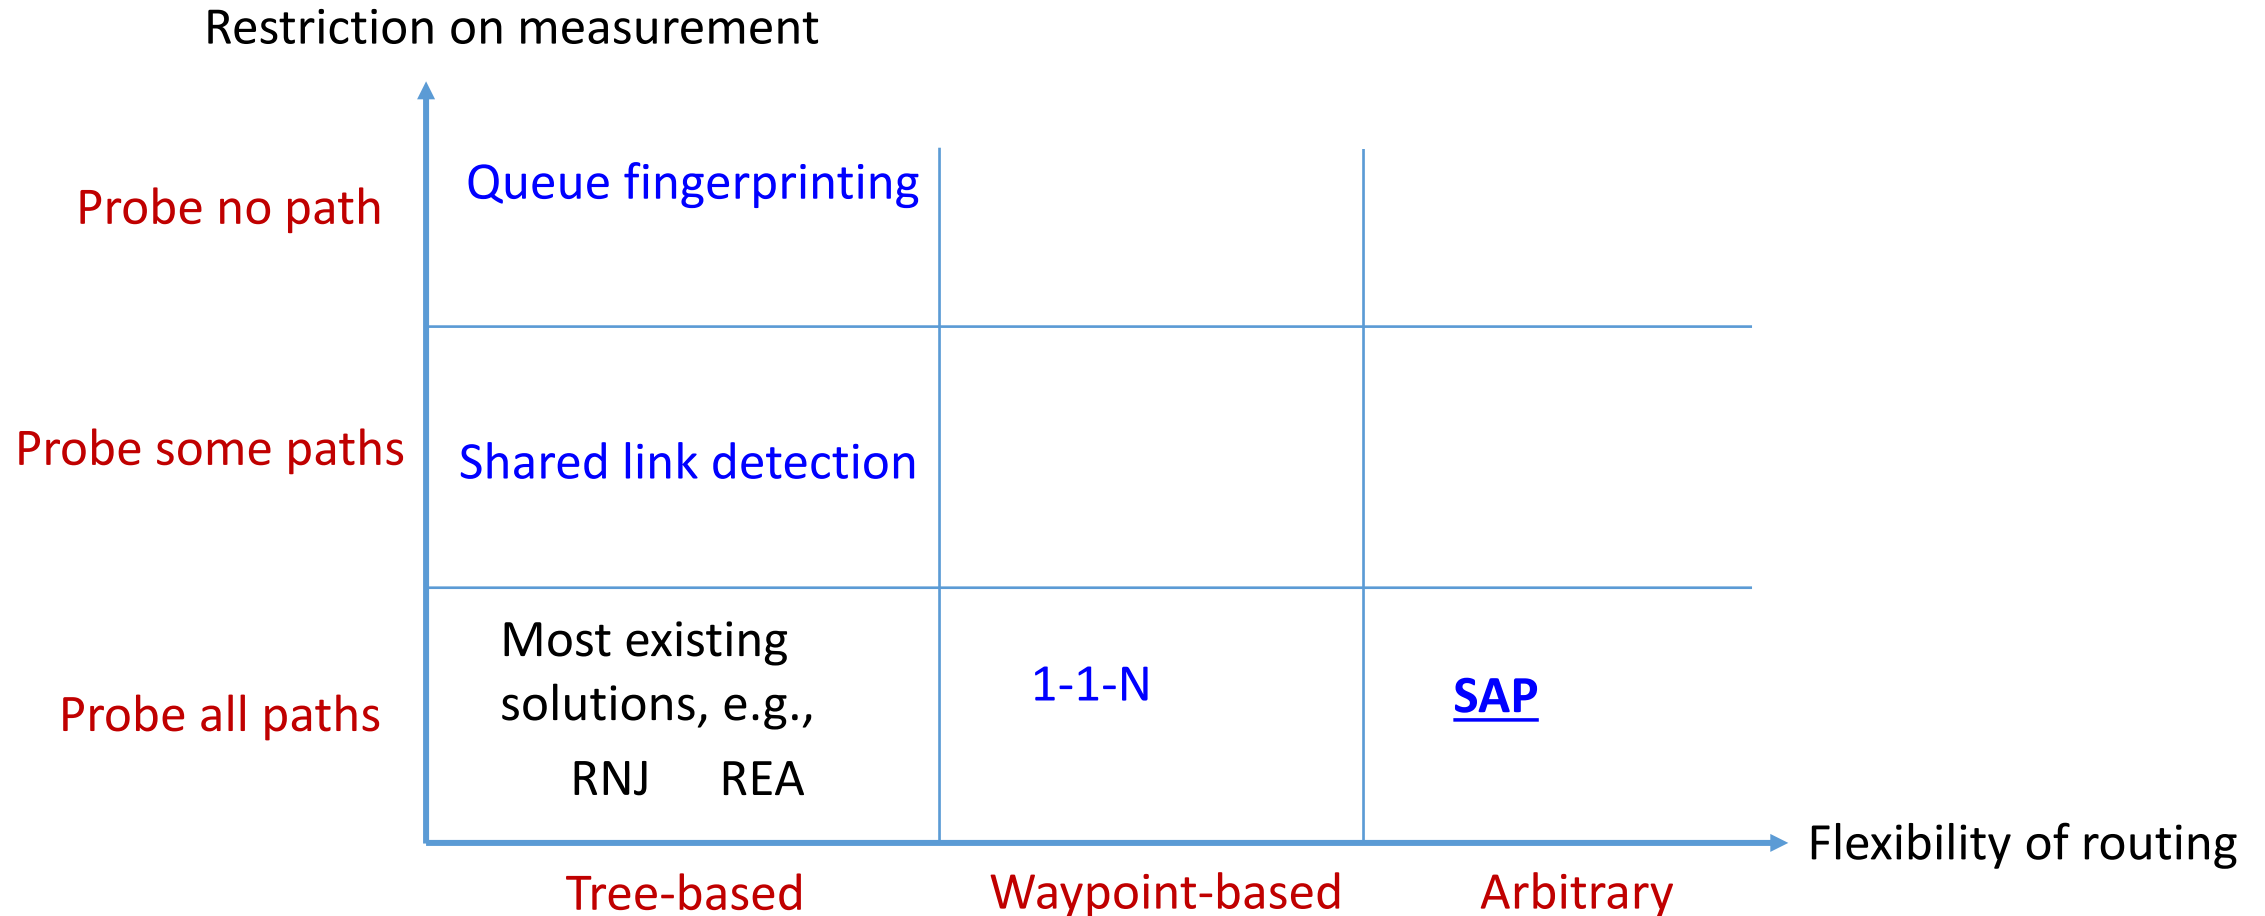 Restriction on measurement
Probe no path
Queue fingerprinting
Probe some paths
Shared link detection
Probe all paths
Most existing
solutions, e.g.,
RNJ REA
1-1-N
SAP
Flexibility of routing
Tree-based
Waypoint-based
Arbitrary